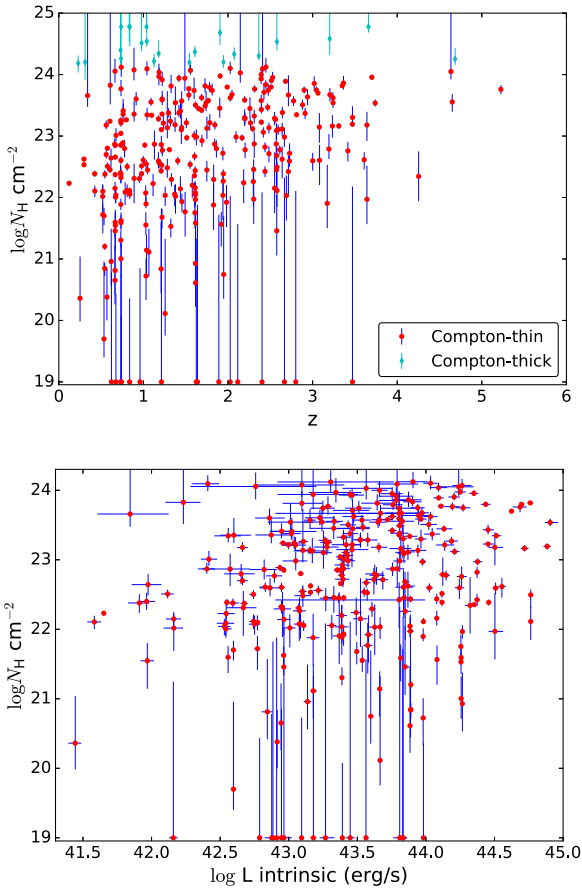 25
24
23
22
21
20
19
log N_H cm⁻²
0 1 2 3 4 5 6
z
Compton-thin
Compton-thick
24
23
22
21
20
19
log N_H cm⁻²
41.5 42.0 42.5 43.0 43.5 44.0 44.5 45.0
log L intrinsic (erg/s)